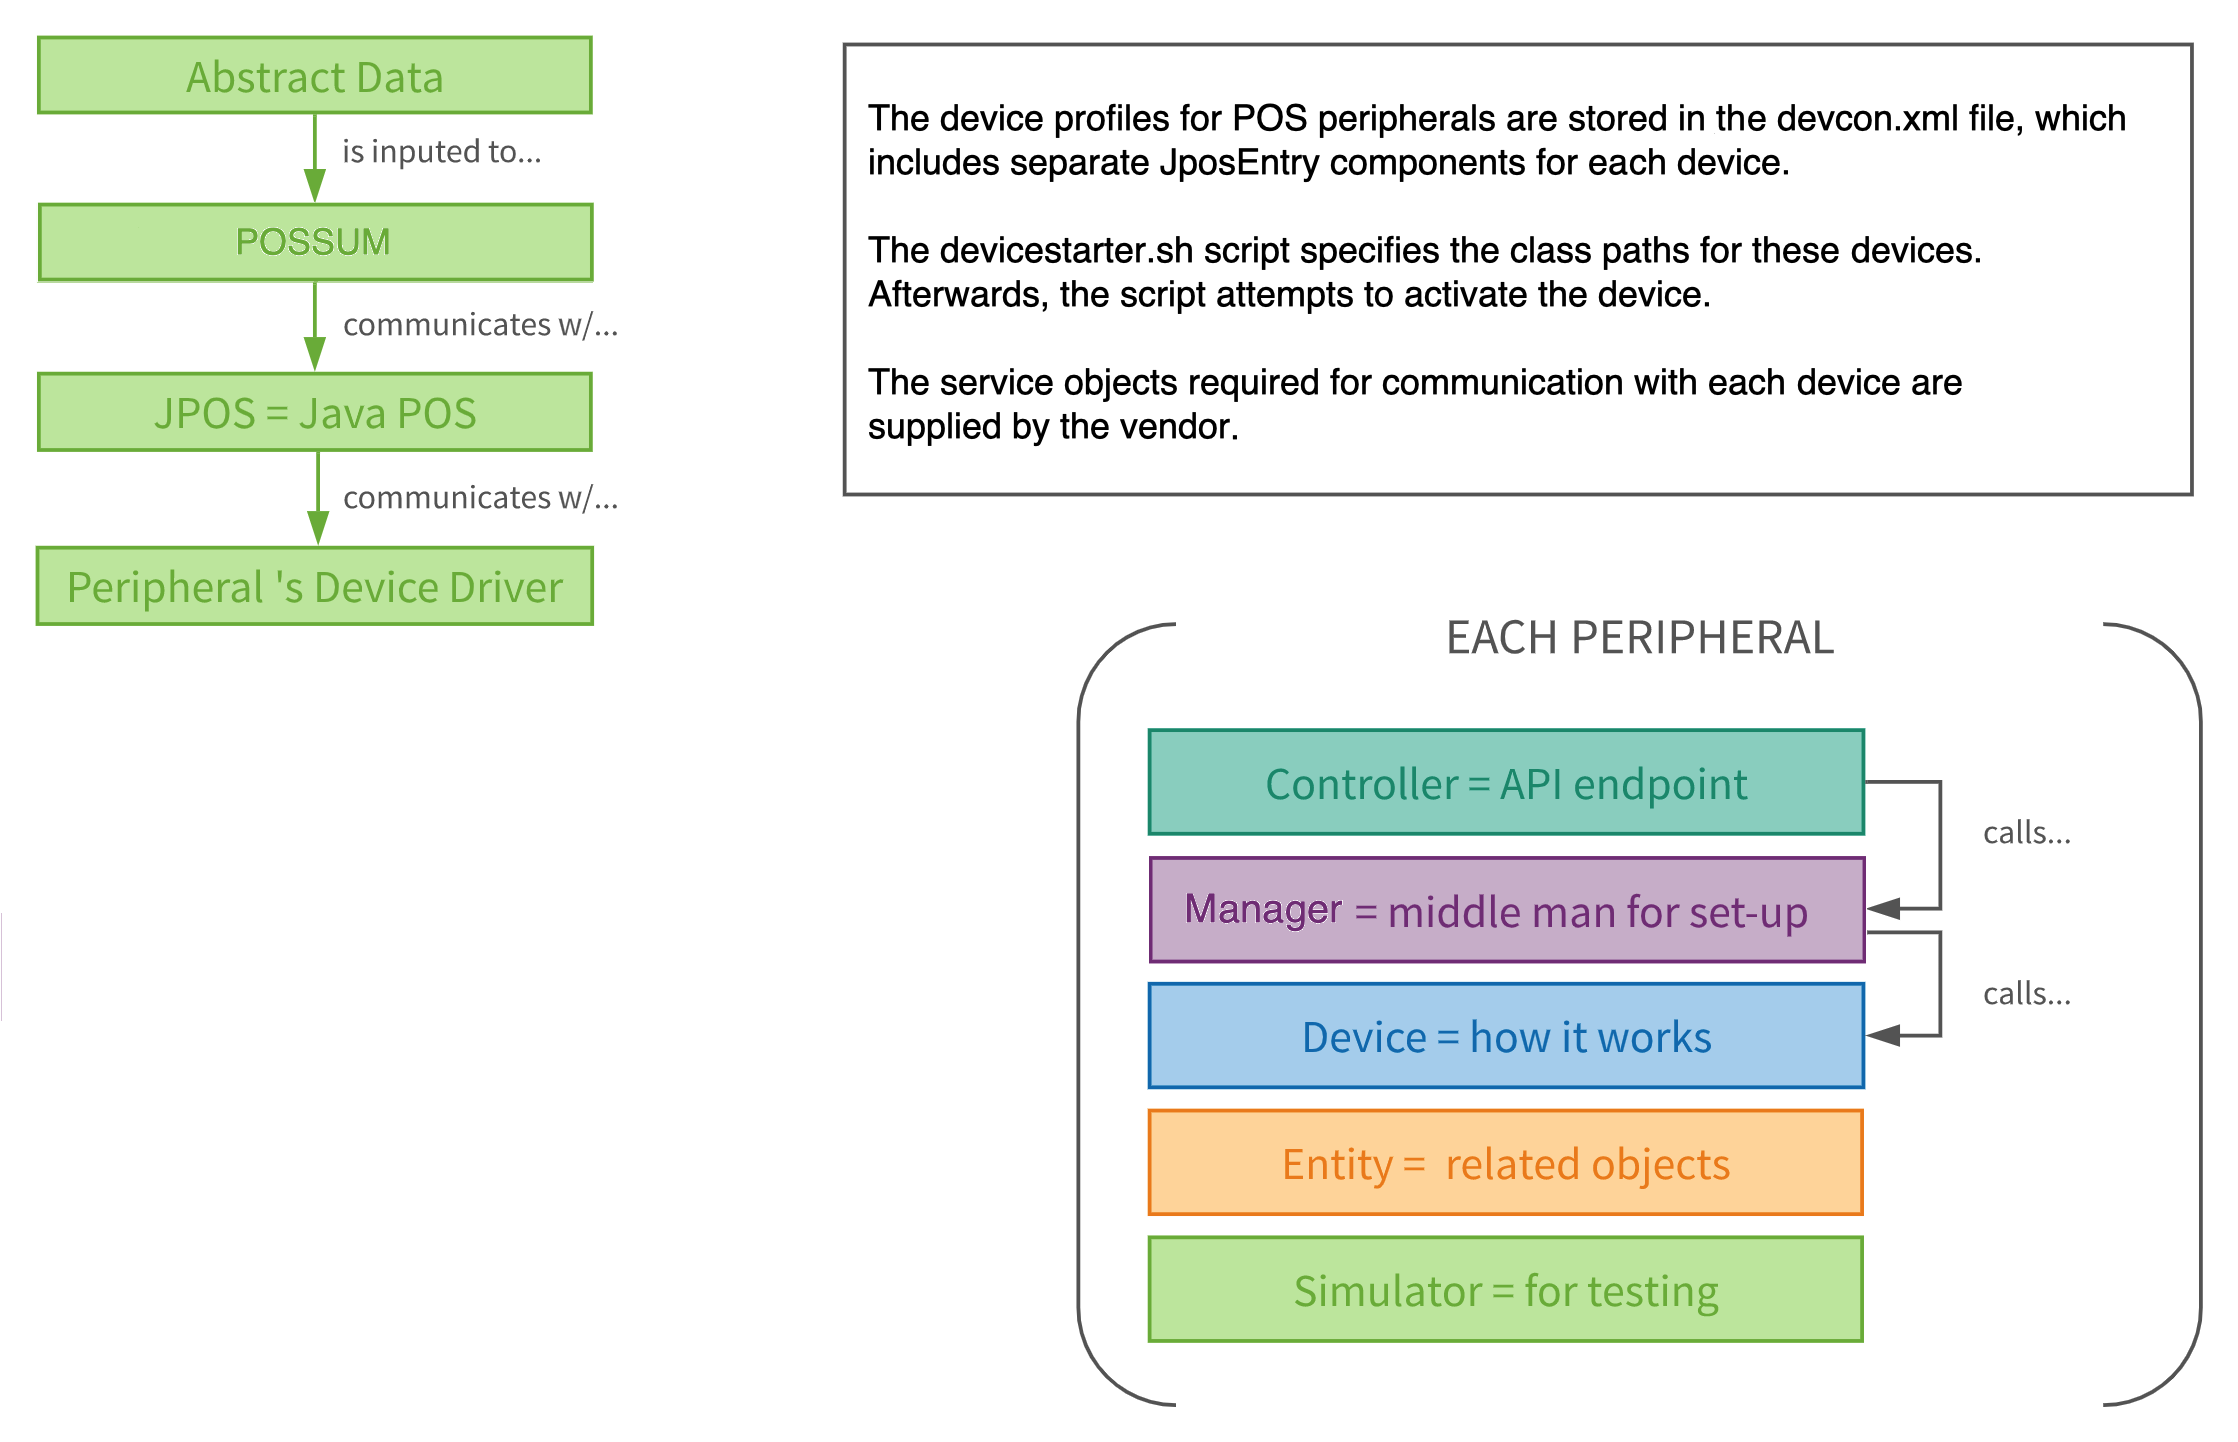 Abstract Data
is inputed to...
POSSUM
communicates w/...
JPOS = Java POS
communicates w/...
Peripheral 's Device Driver
The device profiles for POS peripherals are stored in the devcon.xml file, which
includes separate JposEntry components for each device.
The devicestarter.sh script specifies the class paths for these devices.
Afterwards, the script attempts to activate the device.
The service objects required for communication with each device are
supplied by the vendor.
EACH PERIPHERAL
Controller = API endpoint
calls...
Manager = middle man for set-up
calls...
Device = how it works
Entity = related objects
Simulator = for testing